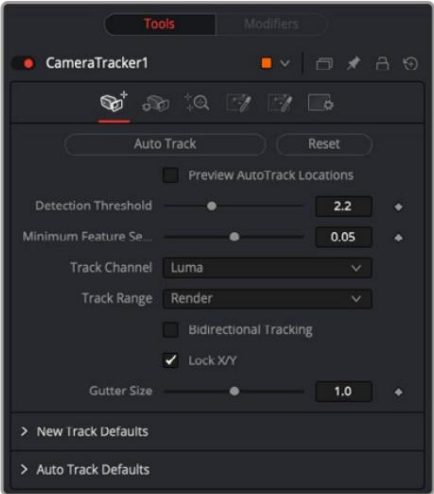 Tools Modifiers
CameraTracker1
Auto Track Reset
Preview AutoTrack Locations
Detection Threshold 2.2
Minimum Feature Se... 0.05
Track Channel Luma
Track Range Render
Bidirectional Tracking
Lock X/Y
Gutter Size 1.0
New Track Defaults
Auto Track Defaults